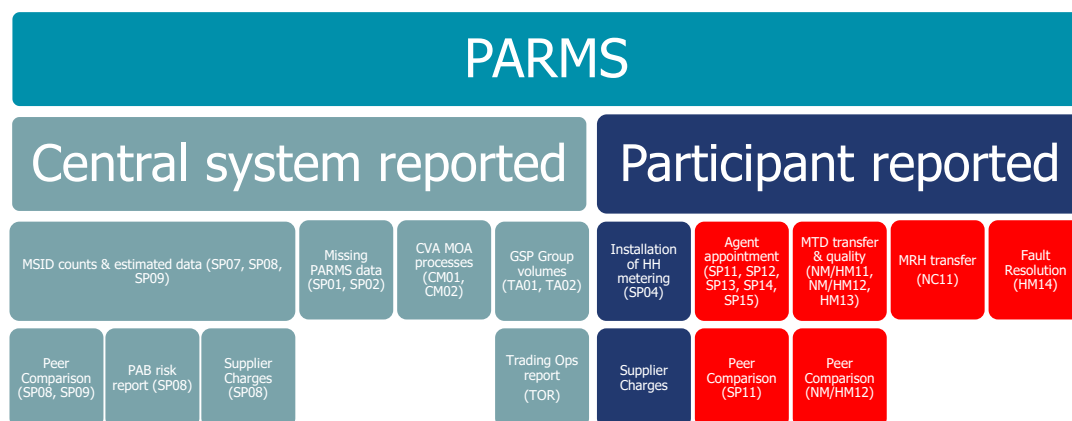 PARMS
Central system reported
Participant reported
MSID counts & estimated data (SP07, SP08,
SP09)
Missing
PARMS data
(SP01, SP02)
CVA MOA
processes
(CM01,
CM02)
GSP Group
volumes
(TA01, TA02)
Installation
of HH
metering
(SP04)
Agent
appointment
(SP11, SP12,
SP13, SP14,
SP15)
MTD transfer
& quality
(NM/HM11,
NM/HM12,
HM13)
MRH transfer
(NC11)
Fault
Resolution
(HM14)
Peer
Comparison
(SP08, SP09)
PAB risk
report (SP08)
Supplier
Charges
(SP08)
Trading Ops
report
(TOR)
Supplier
Charges
Peer
Comparison
(SP11)
Peer
Comparison
(NM/HM12)